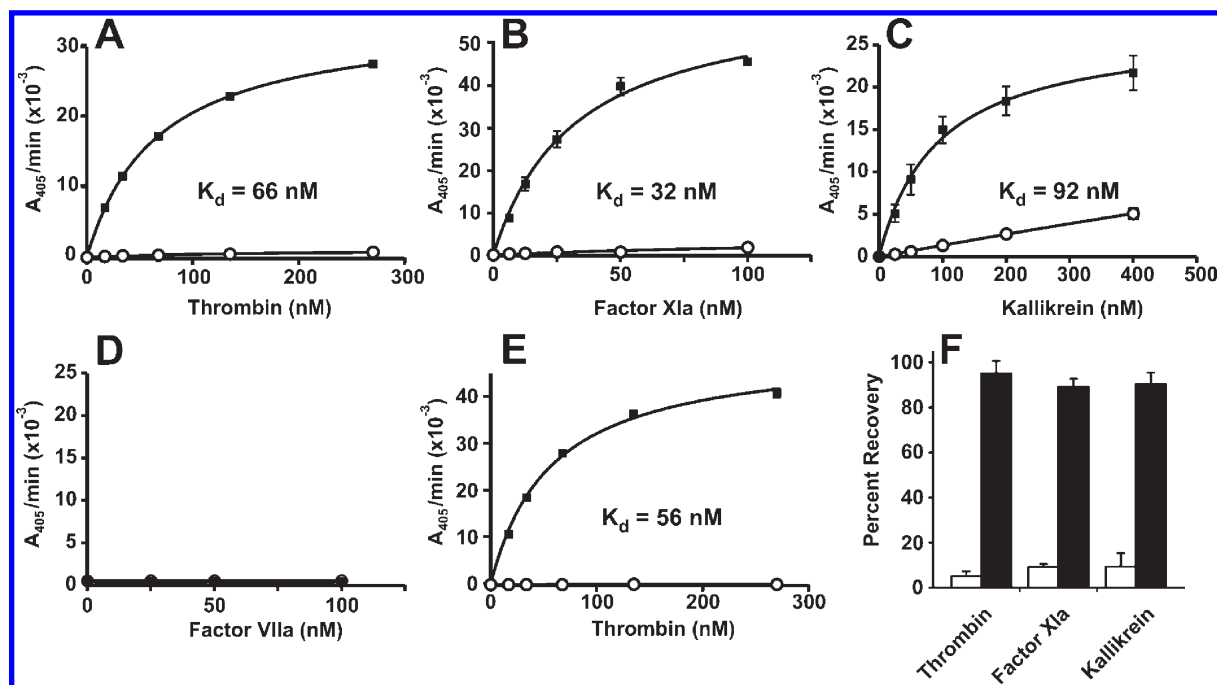 A
A405/min (x10-3)
30
20
10
0
Kd = 66 nM
0 100 200 300
Thrombin (nM)
B
A405/min (x10-3)
50
40
30
20
10
0
Kd = 32 nM
0 50 100
Factor XIa (nM)
C
A405/min (x10-3)
25
20
15
10
5
0
Kd = 92 nM
0 100 200 300 400 500
Kallikrein (nM)
D
A405/min (x10-3)
25
20
15
10
5
0
0 50 100
Factor VIIa (nM)
E
A405/min (x10-3)
40
30
20
10
0
Kd = 56 nM
0 100 200 300
Thrombin (nM)
F
Percent Recovery
100
80
60
40
20
0
Thrombin
Factor XIa
Kallikrein